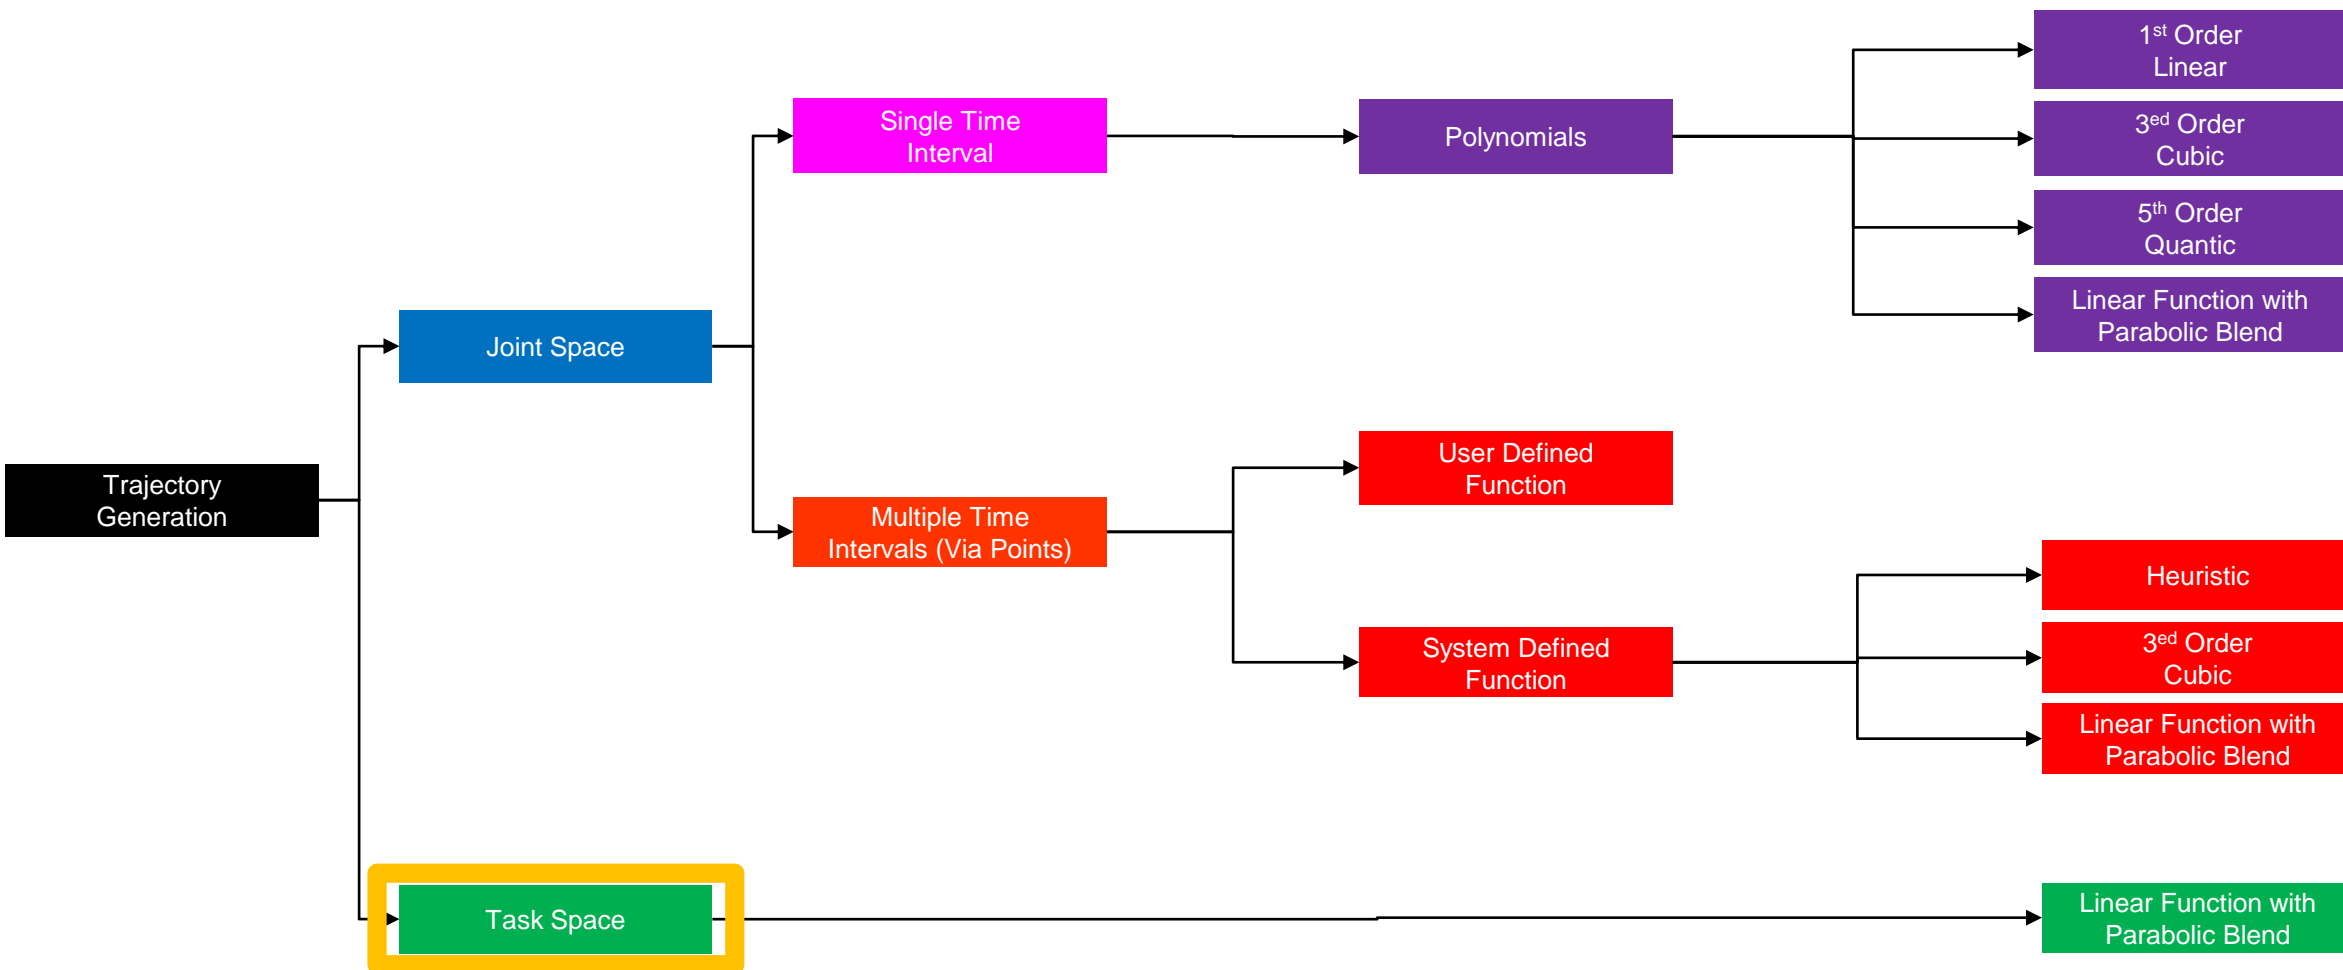 Trajectory
Generation
Joint Space
Task Space
Single Time
Interval
Multiple Time
Intervals (Via Points)
Polynomials
User Defined
Function
System Defined
Function
1st Order
Linear
3ed Order
Cubic
5th Order
Quantic
Linear Function with
Parabolic Blend
Heuristic
3ed Order
Cubic
Linear Function with
Parabolic Blend
Linear Function with
Parabolic Blend